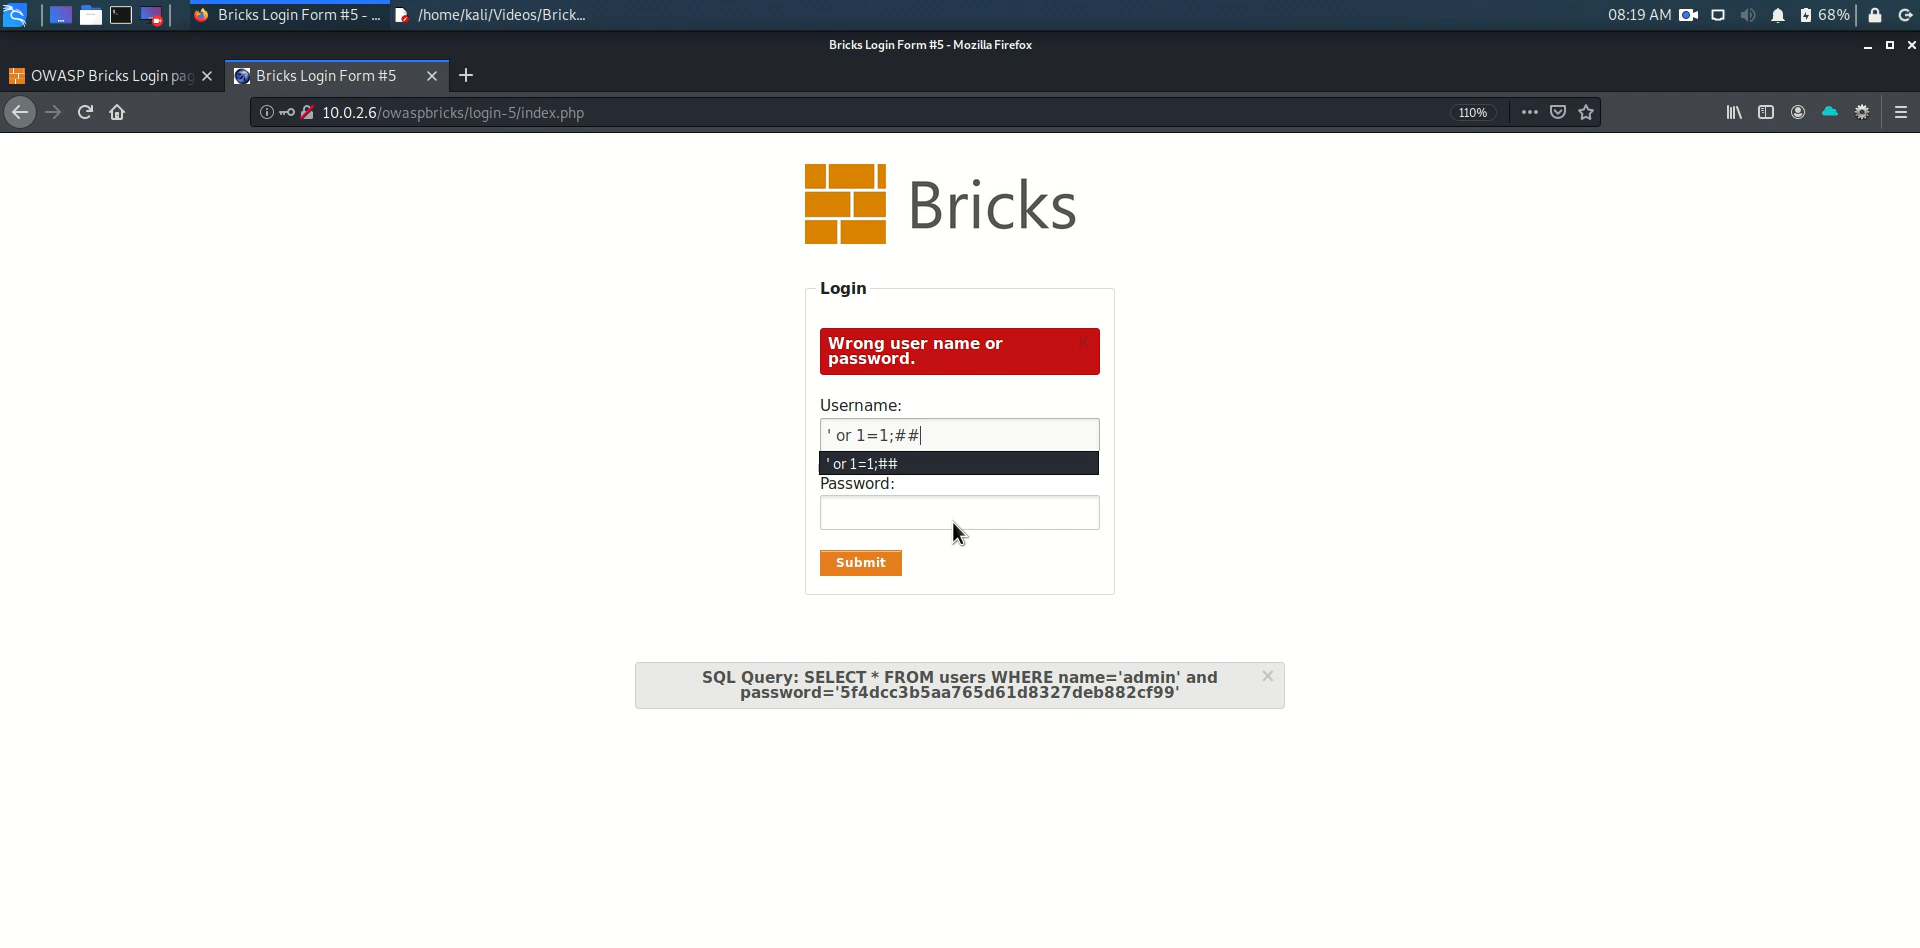 Bricks Login Form #5 - ...
/home/kali/Videos/Brick...
08:19 AM
68%
Bricks Login Form #5 - Mozilla Firefox
OWASP Bricks Login pag
Bricks Login Form #5
10.0.2.6/owaspbricks/login-5/index.php
110%
Bricks
Login
Wrong user name or
password.
Username:
' or 1=1;##
' or 1=1;##
Password:
Submit
SQL Query: SELECT * FROM users WHERE name='admin' and
password='5f4dcc3b5aa765d61d8327deb882cf99'